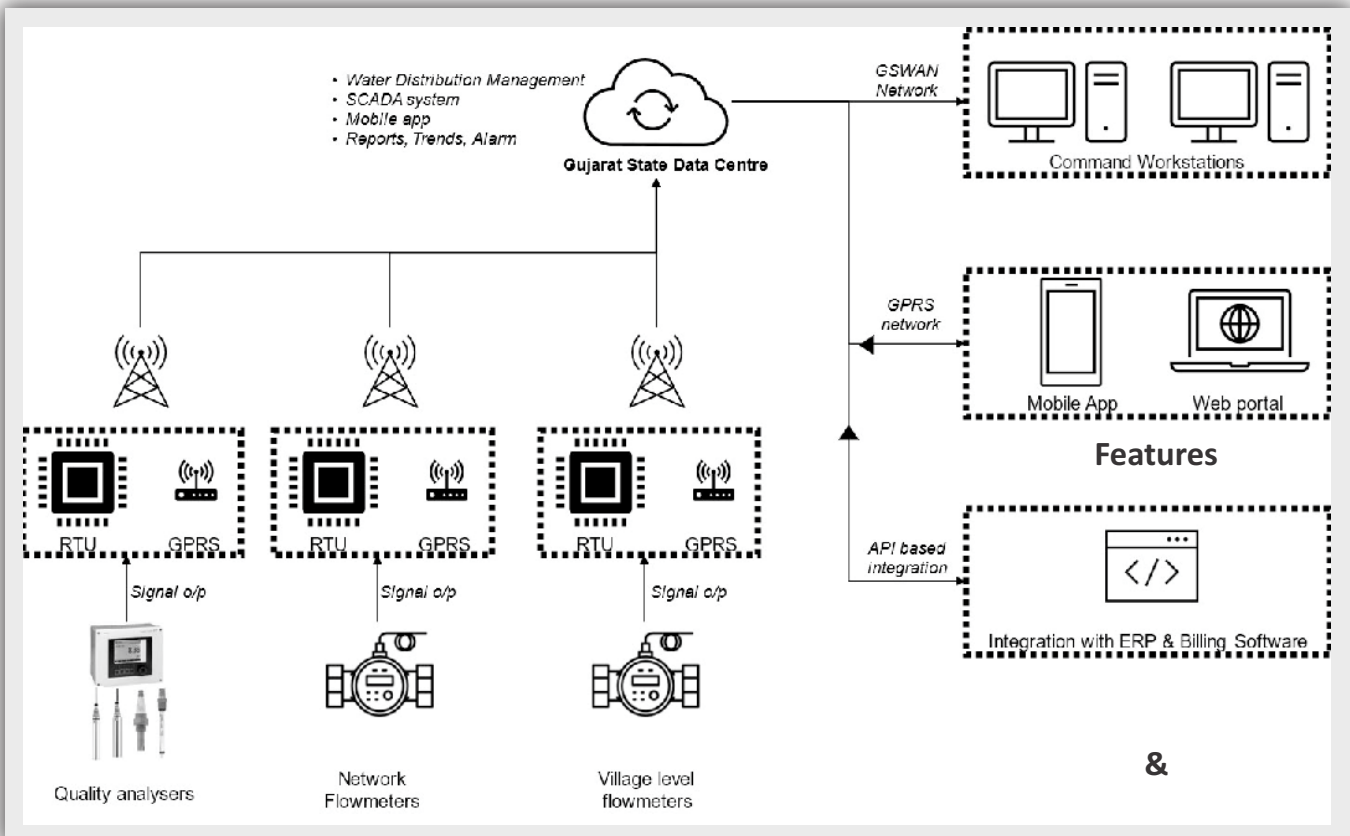 • Water Distribution Management
• SCADA system
• Mobile app
• Reports, Trends, Alarm
Gujarat State Data Centre
GSWAN
Network
Command Workstations
GPRS
network
Mobile App
Web portal
Features
API based
integration
Integration with ERP & Billing Software
RTU
GPRS
RTU
GPRS
RTU
GPRS
Signal o/p
Signal o/p
Signal o/p
Quality analysers
Network
Flowmeters
Village level
flowmeters
&